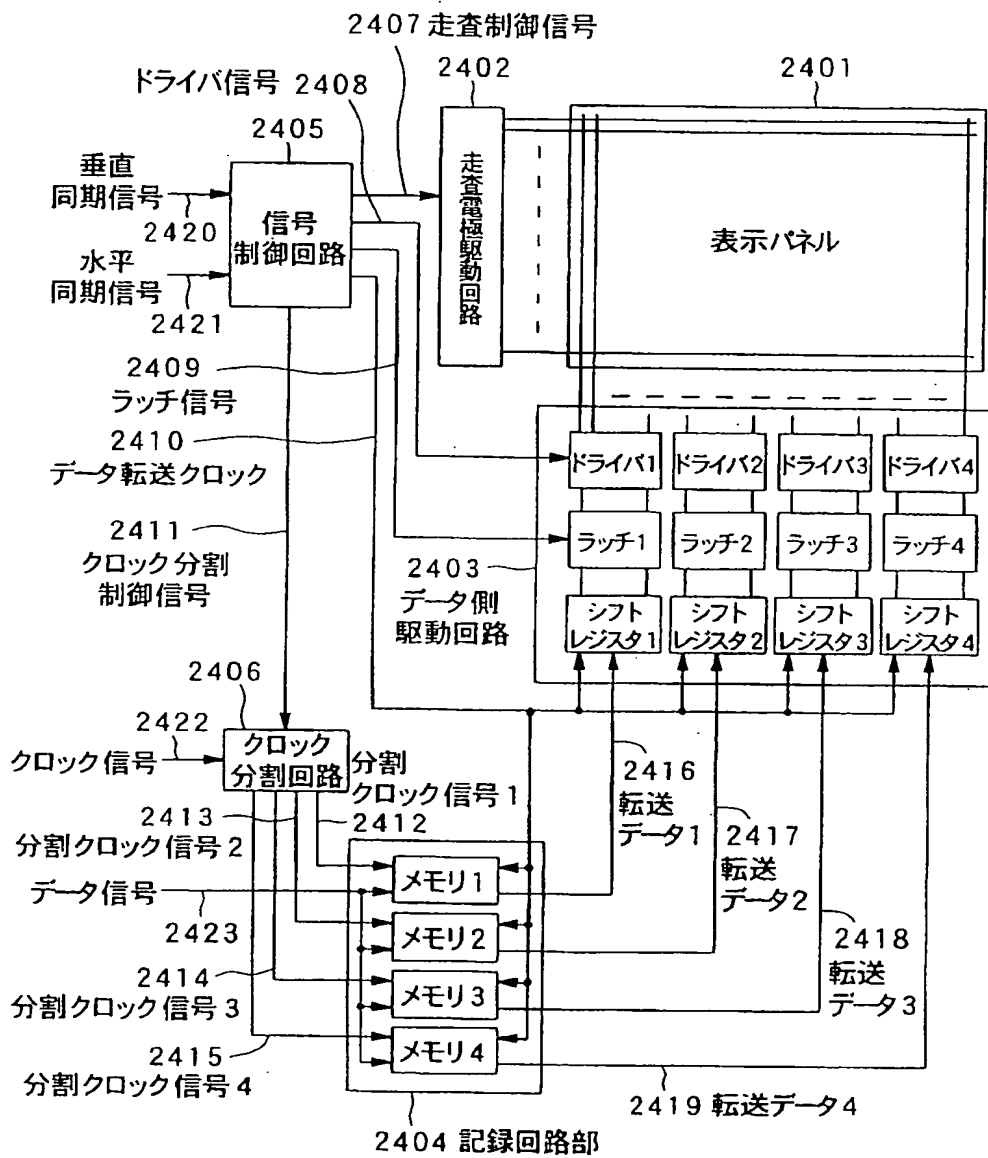 2407 走査制御信号
ドライバ信号 2408
2402
2401
2405
垂直
同期信号
2420
信号
制御回路
走査電極駆動回路
表示パネル
水平
同期信号
2421
2409
ラッチ信号
2410
データ転送クロック
2411
クロック分割
制御信号
ドライバ1 ドライバ2 ドライバ3 ドライバ4
ラッチ1 ラッチ2 ラッチ3 ラッチ4
2403
データ側
駆動回路
シフト
レジスタ1
シフト
レジスタ2
シフト
レジスタ3
シフト
レジスタ4
2406
2422
クロック信号
クロック
分割回路
分割
クロック信号1
2412
2413
分割クロック信号2
データ信号
2423
2414
分割クロック信号3
2415
分割クロック信号4
メモリ1
メモリ2
メモリ3
メモリ4
2416
転送
データ1
2417
転送
データ2
2418
転送
データ3
2419 転送データ4
2404 記録回路部